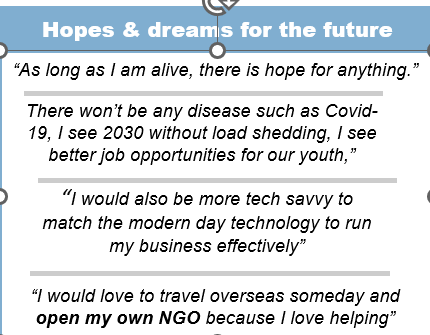 Hopes & dreams for the future
“As long as I am alive, there is hope for anything.”
There won’t be any disease such as Covid-
19, I see 2030 without load shedding, I see
better job opportunities for our youth,”
“I would also be more tech savvy to
match the modern day technology to run
my business effectively”
“I would love to travel overseas someday and
open my own NGO because I love helping”